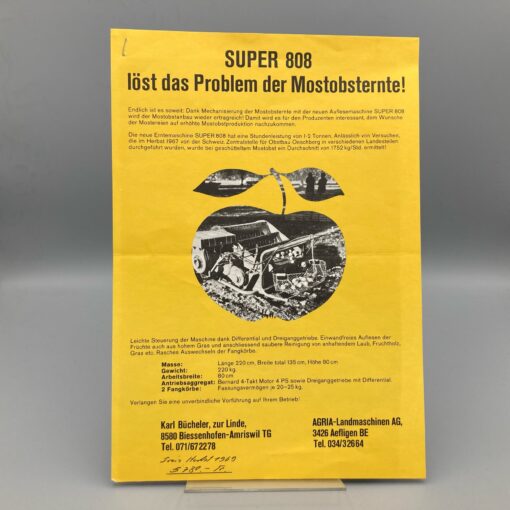 SUPER 808
löst das Problem der Mostobsternte!
Endlich ist es soweit: Dank Mechanisierung der Mostobsternte mit der neuen Auflesemaschine SUPER 808
wird der Mostobstanbau wieder ertragreich! Damit wird es für den Produzenten interessant, dem Wunsche
der Mostereien auf erhöhte Mostobstproduktion nachzukommen.
Die neue Erntemaschine SUPER 808 hat eine Stundenleistung von 1-2 Tonnen. Anlässlich von Versuchen,
die im Herbst 1967 von der Schweiz. Zentralstelle für Obstbau Oeschberg in verschiedenen Landesteilen
durchgeführt wurden, wurde bei geschütteltem Mostobst ein Durchschnitt von 1752 kg/Std. ermittelt!
Leichte Steuerung der Maschine dank Differential und Dreiganggetriebe. Einwandfreies Auflesen der
Früchte auch aus hohem Gras und anschliessend saubere Reinigung von anhaftendem Laub, Fruchtholz,
Gras etc. Rasches Auswechseln der Fangkörbe.
Masse: Länge 220 cm, Breite total 135 cm, Höhe 90 cm
Gewicht: 220 kg.
Arbeitsbreite: 80 cm
Antriebsaggregat: Bernard 4-Takt Motor 4 PS sowie Dreiganggetriebe mit Differential.
2 Fangkörbe: Fassungsvermögen je 20-25 kg.
Verlangen Sie eine unverbindliche Vorführung auf Ihrem Betrieb!
Karl Bücheler, zur Linde,
8580 Biessenhofen-Amriswil TG
Tel. 071/672278
AGRIA-Landmaschinen AG,
3426 Aefligen BE
Tel. 034/32664
1969